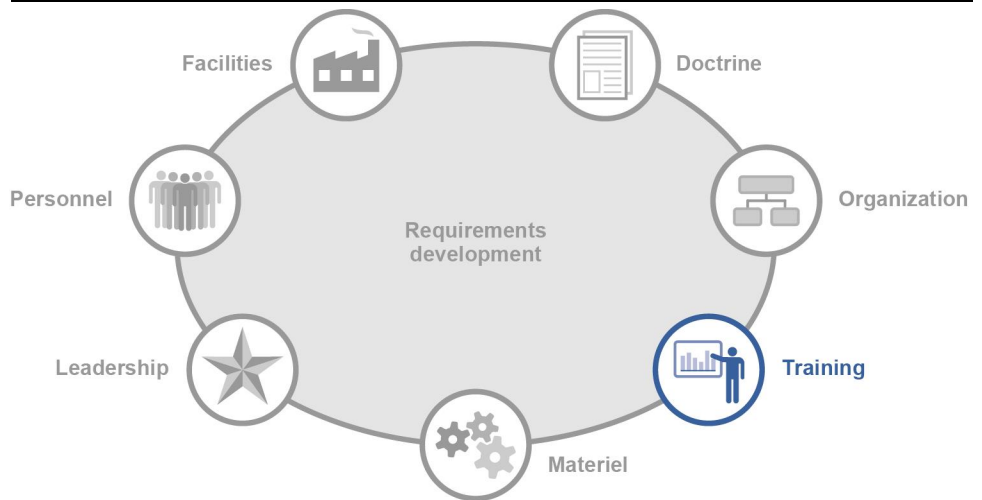 Facilities
Doctrine
Personnel
Organization
Requirements
development
Leadership
Training
Materiel